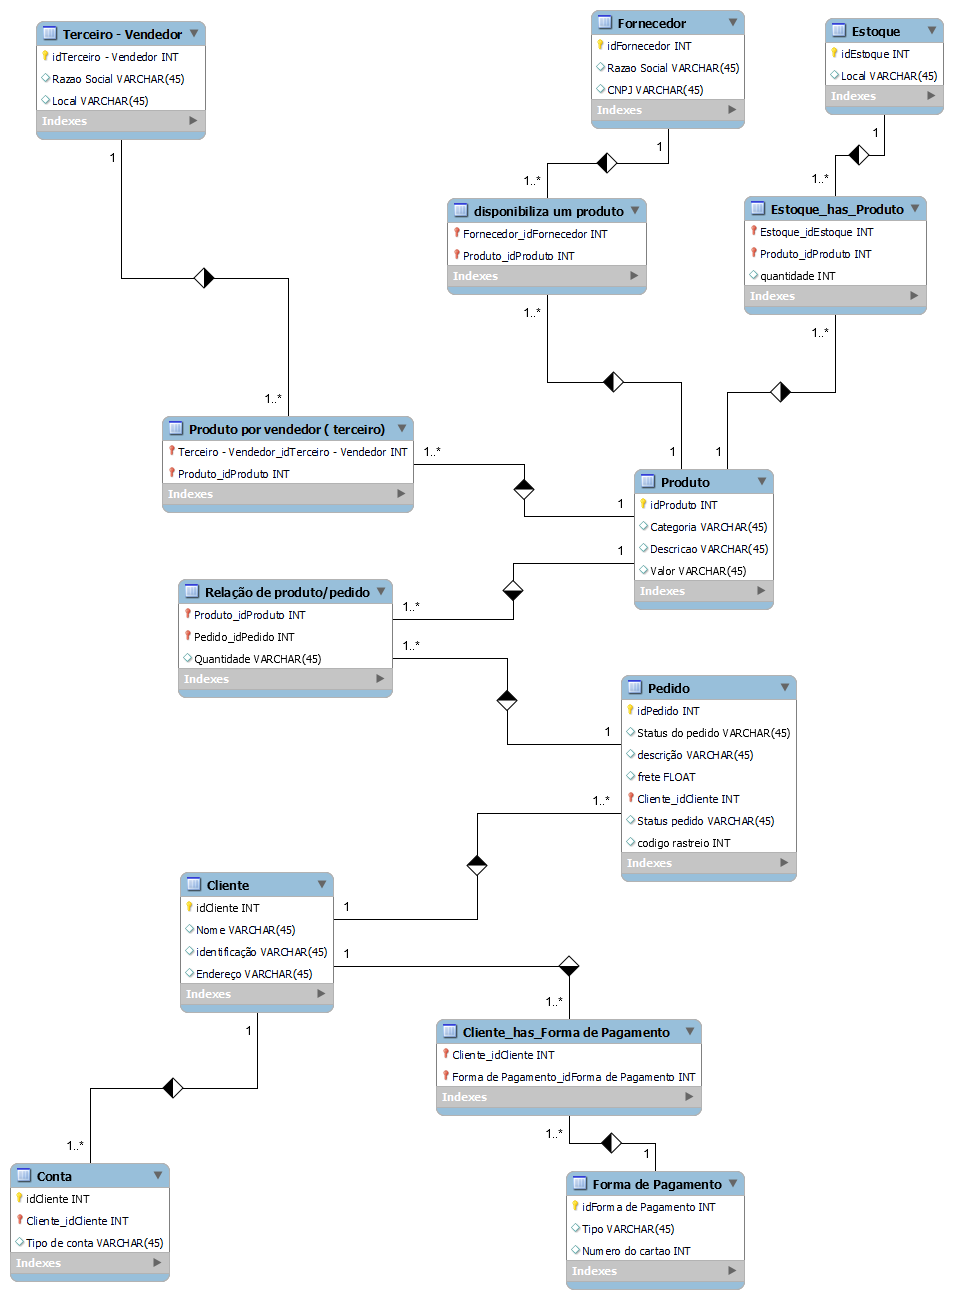 Terceiro - Vendedor
idTerceiro - Vendedor INT
Razao Social VARCHAR(45)
Local VARCHAR(45)
Indexes
Fornecedor
idFornecedor INT
Razao Social VARCHAR(45)
CNPJ VARCHAR(45)
Indexes
Estoque
idEstoque INT
Local VARCHAR(45)
Indexes
1
1
1
1..*
1..*
disponibiliza um produto
Fornecedor_idFornecedor INT
Produto_idProduto INT
Indexes
Estoque_has_Produto
Estoque_idEstoque INT
Produto_idProduto INT
quantidade INT
Indexes
1..*
1..*
1..*
1
1
Produto por vendedor ( terceiro)
Terceiro - Vendedor_idTerceiro - Vendedor INT
Produto_idProduto INT
Indexes
1..*
1
Produto
idProduto INT
Categoria VARCHAR(45)
Descricao VARCHAR(45)
Valor VARCHAR(45)
Indexes
1
Relação de produto/pedido
Produto_idProduto INT
Pedido_idPedido INT
Quantidade VARCHAR(45)
Indexes
1..*
1..*
1
Pedido
idPedido INT
Status do pedido VARCHAR(45)
descrição VARCHAR(45)
frete FLOAT
Cliente_idCliente INT
Status pedido VARCHAR(45)
codigo rastreio INT
Indexes
1..*
Cliente
idCliente INT
Nome VARCHAR(45)
identificação VARCHAR(45)
Endereço VARCHAR(45)
Indexes
1
1
1
1..*
Cliente_has_Forma de Pagamento
Cliente_idCliente INT
Forma de Pagamento_idForma de Pagamento INT
Indexes
1..*
1
1..*
Conta
idCliente INT
Cliente_idCliente INT
Tipo de conta VARCHAR(45)
Indexes
Forma de Pagamento
idForma de Pagamento INT
Tipo VARCHAR(45)
Numero do cartao INT
Indexes